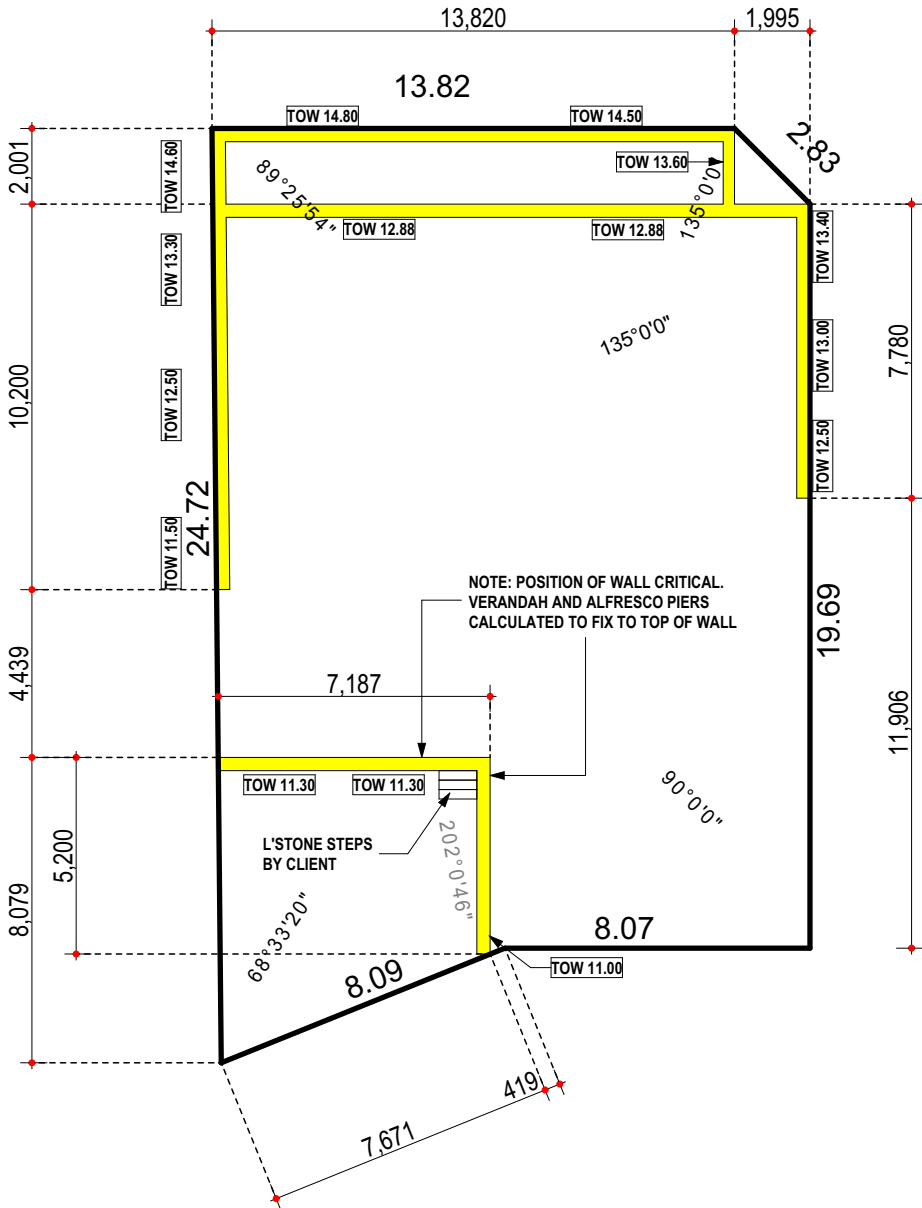 13,820
1,995
13.82
2.83
TOW 14.80
TOW 14.50
TOW 13.60
2,001
TOW 14.60
89°25'54"
135°0'0"
TOW 12.88
TOW 12.88
TOW 13.40
TOW 13.30
135°0'0"
TOW 13.00
7,780
10,200
TOW 12.50
TOW 12.50
24.72
TOW 11.50
NOTE: POSITION OF WALL CRITICAL.
VERANDAH AND ALFRESCO PIERS
CALCULATED TO FIX TO TOP OF WALL
19.69
4,439
7,187
11,906
TOW 11.30
TOW 11.30
90°0'0"
5,200
L'STONE STEPS
BY CLIENT
202°0'46"
8,079
68°33'20"
8.09
8.07
TOW 11.00
419
7,671